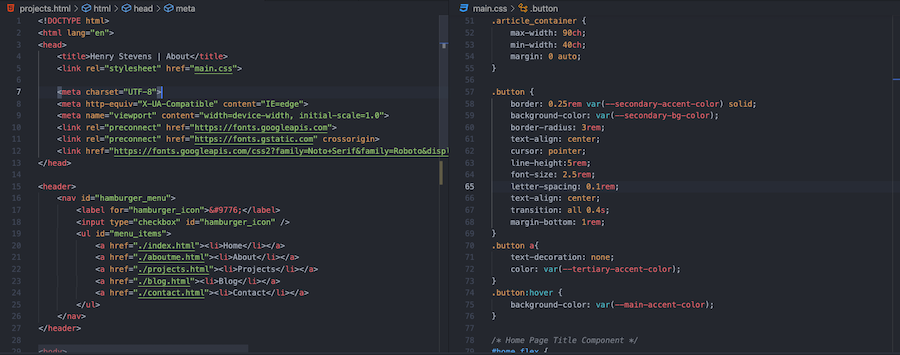 projects.html > html > head > meta
1 <!DOCTYPE html>
2 <html lang="en">
3 <head>
4 <title>Henry Stevens | About</title>
5 <link rel="stylesheet" href="main.css">
6
7 <meta charset="UTF-8">
8 <meta http-equiv="X-UA-Compatible" content="IE=edge">
9 <meta name="viewport" content="width=device-width, initial-scale=1.0">
10 <link rel="preconnect" href="https://fonts.googleapis.com">
11 <link rel="preconnect" href="https://fonts.gstatic.com" crossorigin>
12 <link href="https://fonts.googleapis.com/css2?family=Noto+Serif&family=Roboto&displ
13 </head>
14
15 <header>
16 <nav id="hamburger_menu">
17 <label for="hamburger_icon">&#9776;</label>
18 <input type="checkbox" id="hamburger_icon" />
19 <ul id="menu_items">
20 <a href="./index.html"><li>Home</li></a>
21 <a href="./aboutme.html"><li>About</li></a>
22 <a href="./projects.html"><li>Projects</li></a>
23 <a href="./blog.html"><li>Blog</li></a>
24 <a href="./contact.html"><li>Contact</li></a>
25 </ul>
26 </nav>
27 </header>
28
29 <body>
main.css > .button
51 .article_container {
52 max-width: 90ch;
53 min-width: 40ch;
54 margin: 0 auto;
55 }
56
57 .button {
58 border: 0.25rem var(--secondary-accent-color) solid;
59 background-color: var(--secondary-bg-color);
60 border-radius: 3rem;
61 text-align: center;
62 cursor: pointer;
63 line-height:5rem;
64 font-size: 2.5rem;
65 letter-spacing: 0.1rem;
66 text-align: center;
67 transition: all 0.4s;
68 margin-bottom: 1rem;
69 }
70 .button a{
71 text-decoration: none;
72 color: var(--tertiary-accent-color);
73 }
74 .button:hover {
75 background-color: var(--main-accent-color);
76 }
77
78 /* Home Page Title Component */
79 #home_flex {